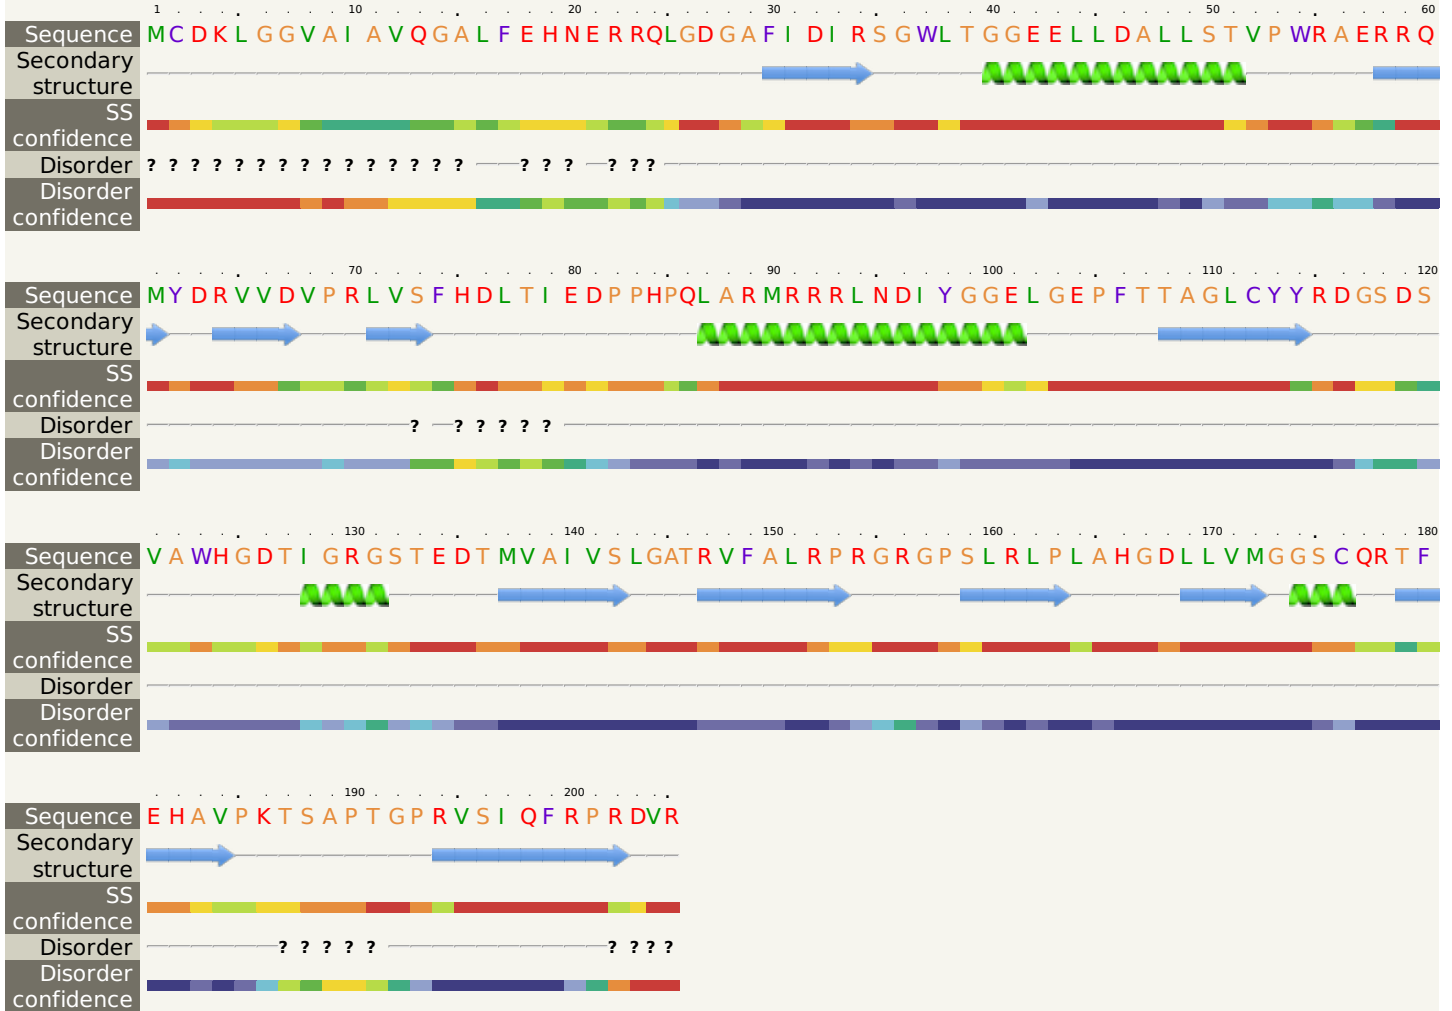 1 10 20 30 40 50 60
Sequence MCDKLGGVAIAVQGALFEHNERRQLGDGAFIDIRSGWLTGGEELLDALLSTVPWRAERRQ
Secondary
structure
SS
confidence
Disorder ? ? ? ? ? ? ? ? ? ? ? ? ? ? ? ? ? ? ? ? ?
Disorder
confidence
70 80 90 100 110 120
Sequence MYDRVVDVPRLVSFHDLTIEDPPHPQLARMRRRLNDIYGGELGEPFTTAGLCYYRDGSDS
Secondary
structure
SS
confidence
Disorder ? ? ? ? ? ?
Disorder
confidence
130 140 150 160 170 180
Sequence VAWHGDTIGRGSTEDTMVAIVSLGATRVFALRPRGRGPSLRLPLAHGDLLVMGGSCQRTF
Secondary
structure
SS
confidence
Disorder
Disorder
confidence
190 200
Sequence EHAVPKTSAPTGPRVSIQFRPRDVR
Secondary
structure
SS
confidence
Disorder ? ? ? ? ? ? ? ? ?
Disorder
confidence